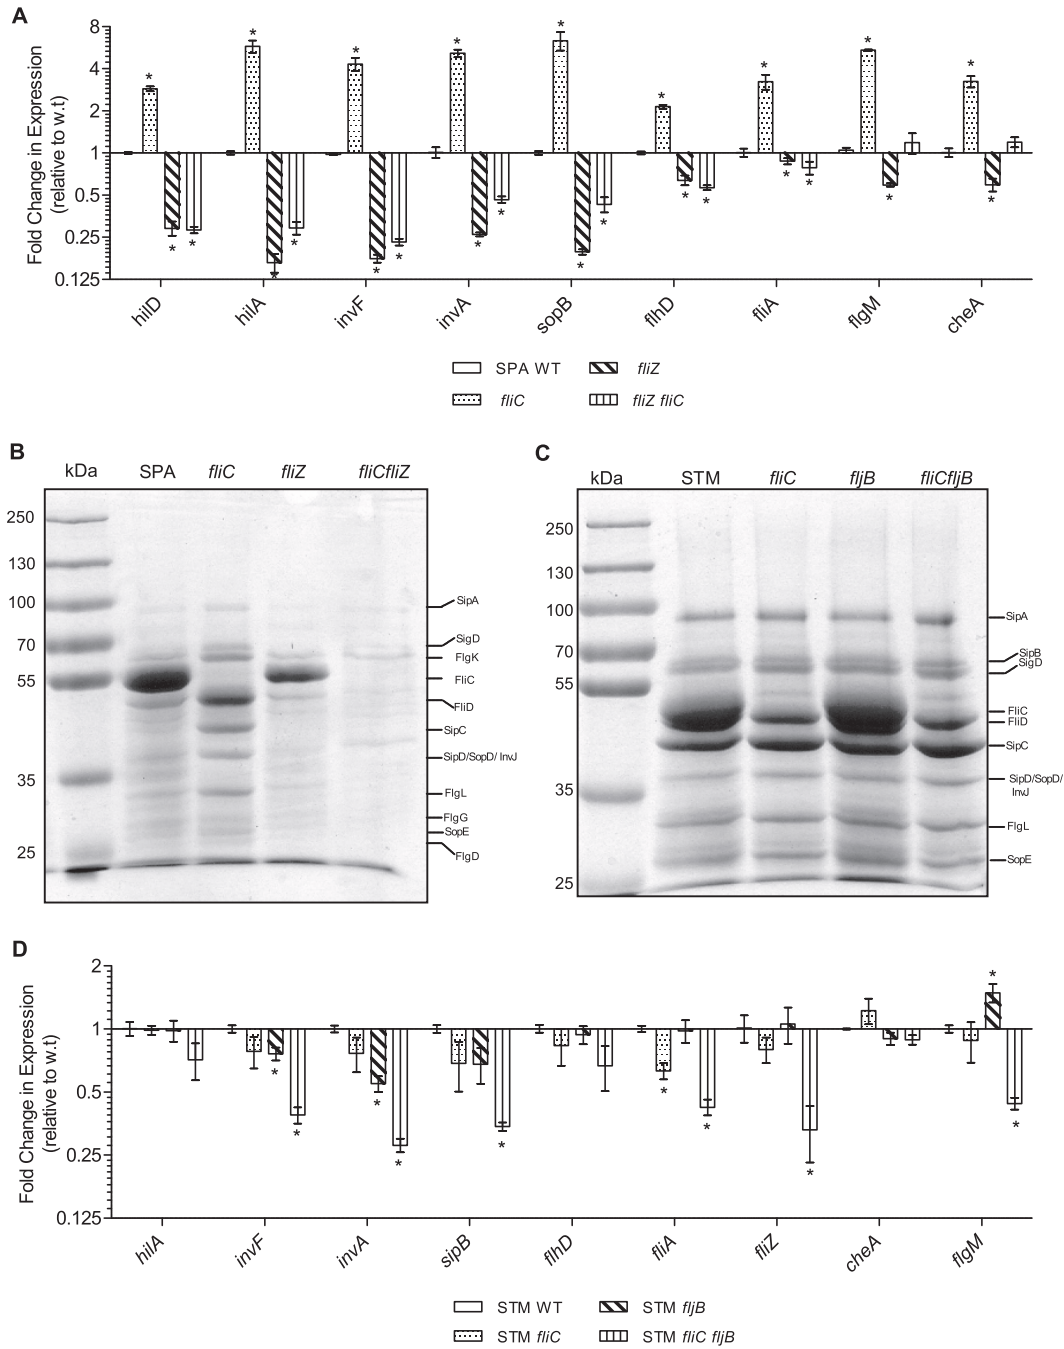 A
Fold Change in Expression
(relative to w.t)
8
4
2
1
0.5
0.25
0.125
* * * * * * * * *
* * * * * * * * * * * * * * * *
hilD hilA invF invA sopB flhD fliA flgM cheA
SPA WT fliZ
fliC fliZ fliC
B
kDa SPA fliC fliZ fliCfliZ
250
130
100
70
55
35
25
SipA
SigD
FlgK
FliC
FliD
SipC
SipD/SopD/ InvJ
FlgL
FlgG
SopE
FlgD
C
kDa STM fliC fljB fliCfljB
250
130
100
70
55
35
25
SipA
SipB
SigD
FliC
FliD
SipC
SipD/SopD/
InvJ
FlgL
SopE
D
Fold Change in Expression
(relative to w.t)
2
1
0.5
0.25
0.125
*
* * * * * * * * *
hilA invF invA sipB flhD fliA fliZ cheA flgM
STM WT STM fljB
STM fliC STM fliC fljB